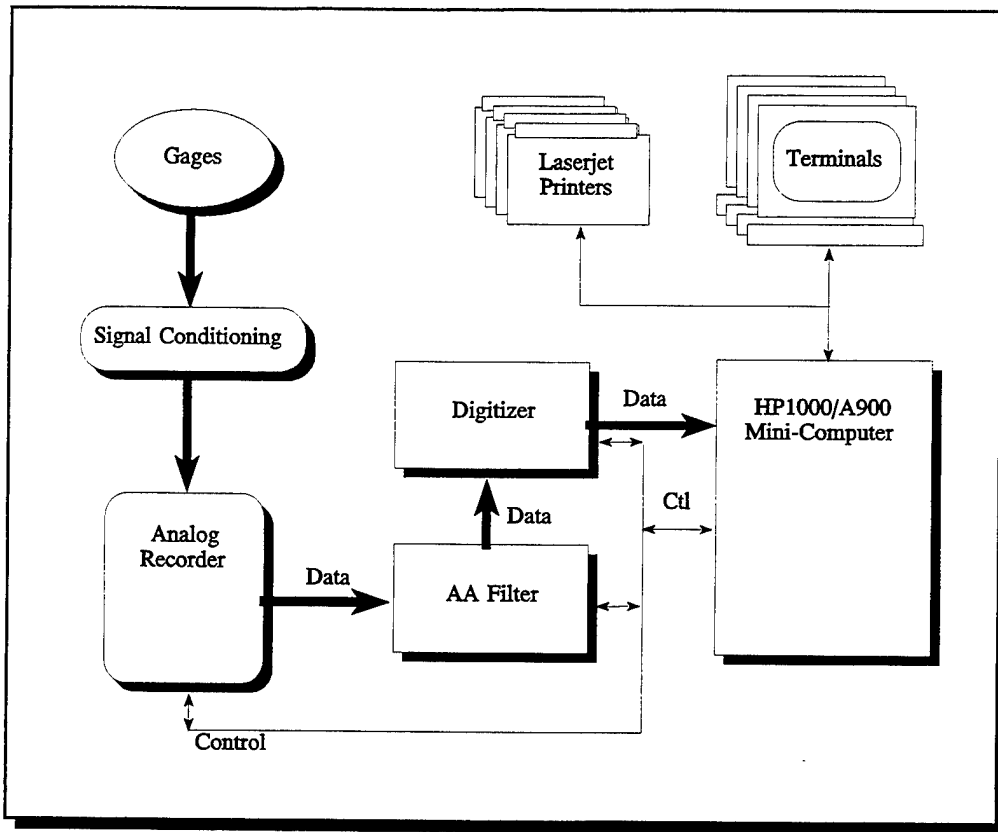 Gages
Laserjet
Printers
Terminals
Signal Conditioning
Digitizer
Data
HP1000/A900
Mini-Computer
Ctl
Data
Analog
Recorder
Data
AA Filter
Control